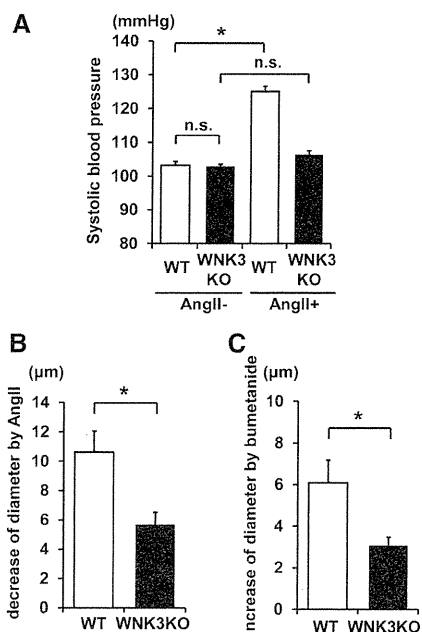 A
(mmHg)
Systolic blood pressure
140
130
120
110
100
90
80
*
n.s.
n.s.
WT
WNK3
KO
WT
WNK3
KO
AngII-
AngII+
B
(μm)
decrease of diameter by AngII
14
12
10
8
6
4
2
0
*
WT
WNK3KO
C
(μm)
ncrease of diameter by bumetanide
10
8
6
4
2
0
*
WT
WNK3KO